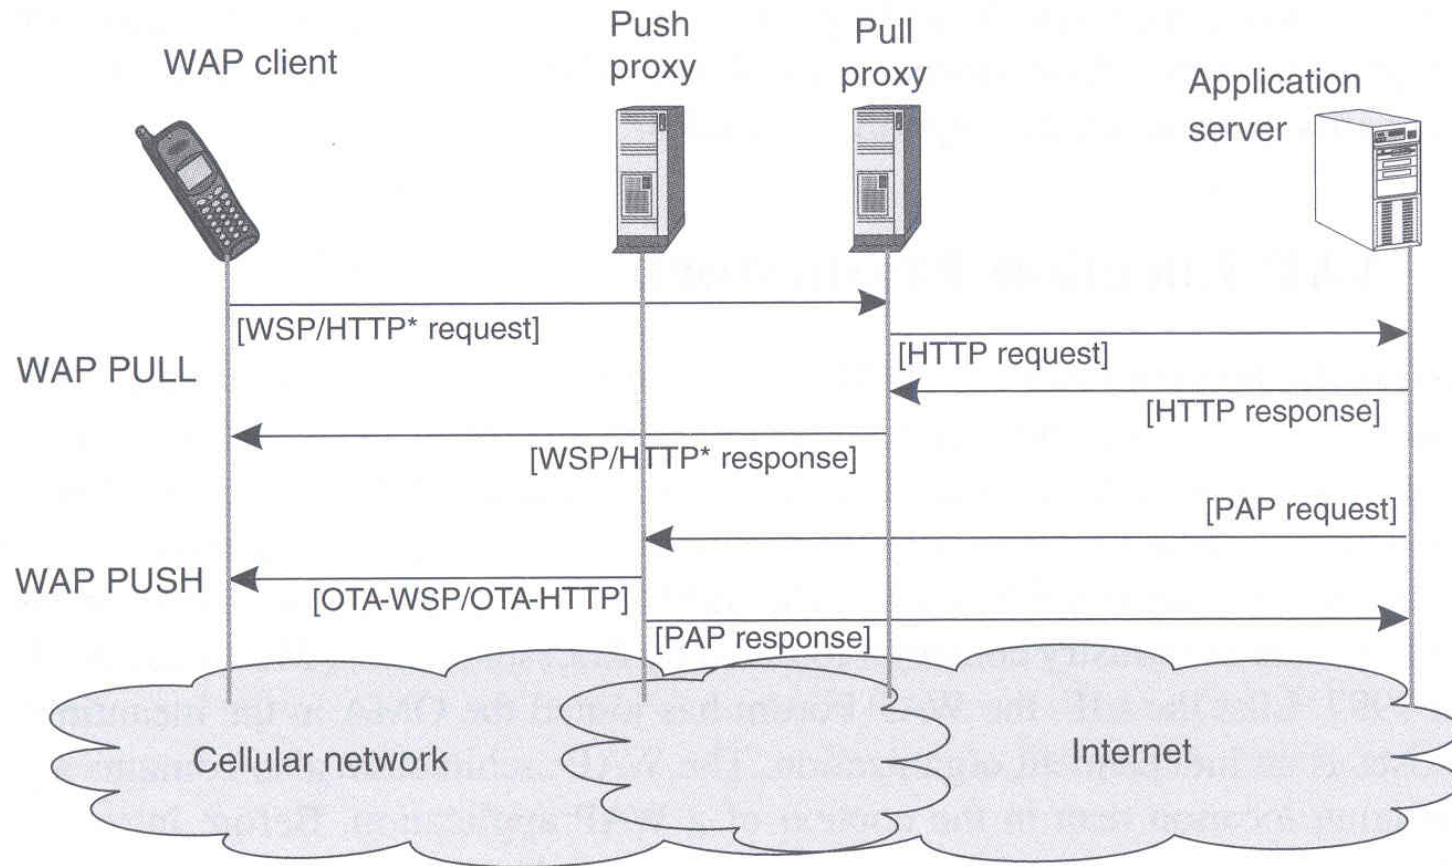 WAP client
Push
proxy
Pull
proxy
Application
server
[WSP/HTTP* request]
[HTTP request]
WAP PULL
[HTTP response]
[WSP/HTTP* response]
[PAP request]
WAP PUSH
[OTA-WSP/OTA-HTTP]
[PAP response]
Cellular network
Internet